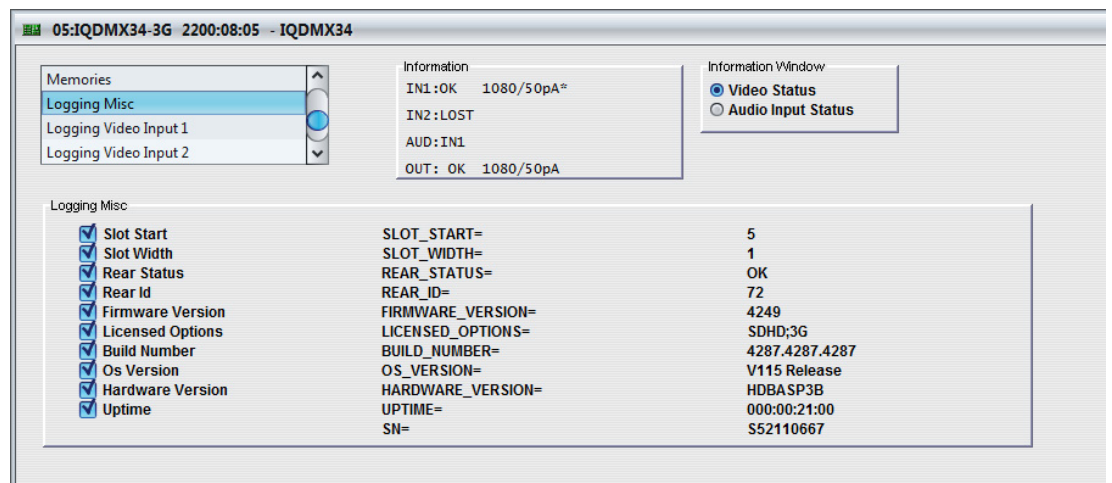 05:IQDMX34-3G 2200:08:05 - IQDMX34
Memories
Logging Misc
Logging Video Input 1
Logging Video Input 2
Information
IN1:OK 1080/50pA*
IN2:LOST
AUD:IN1
OUT: OK 1080/50pA
Information Window
Video Status
Audio Input Status
Logging Misc
Slot Start SLOT_START= 5
Slot Width SLOT_WIDTH= 1
Rear Status REAR_STATUS= OK
Rear Id REAR_ID= 72
Firmware Version FIRMWARE_VERSION= 4249
Licensed Options LICENSED_OPTIONS= SDHD;3G
Build Number BUILD_NUMBER= 4287.4287.4287
Os Version OS_VERSION= V115 Release
Hardware Version HARDWARE_VERSION= HDBASP3B
Uptime UPTIME= 000:00:21:00
SN= S52110667